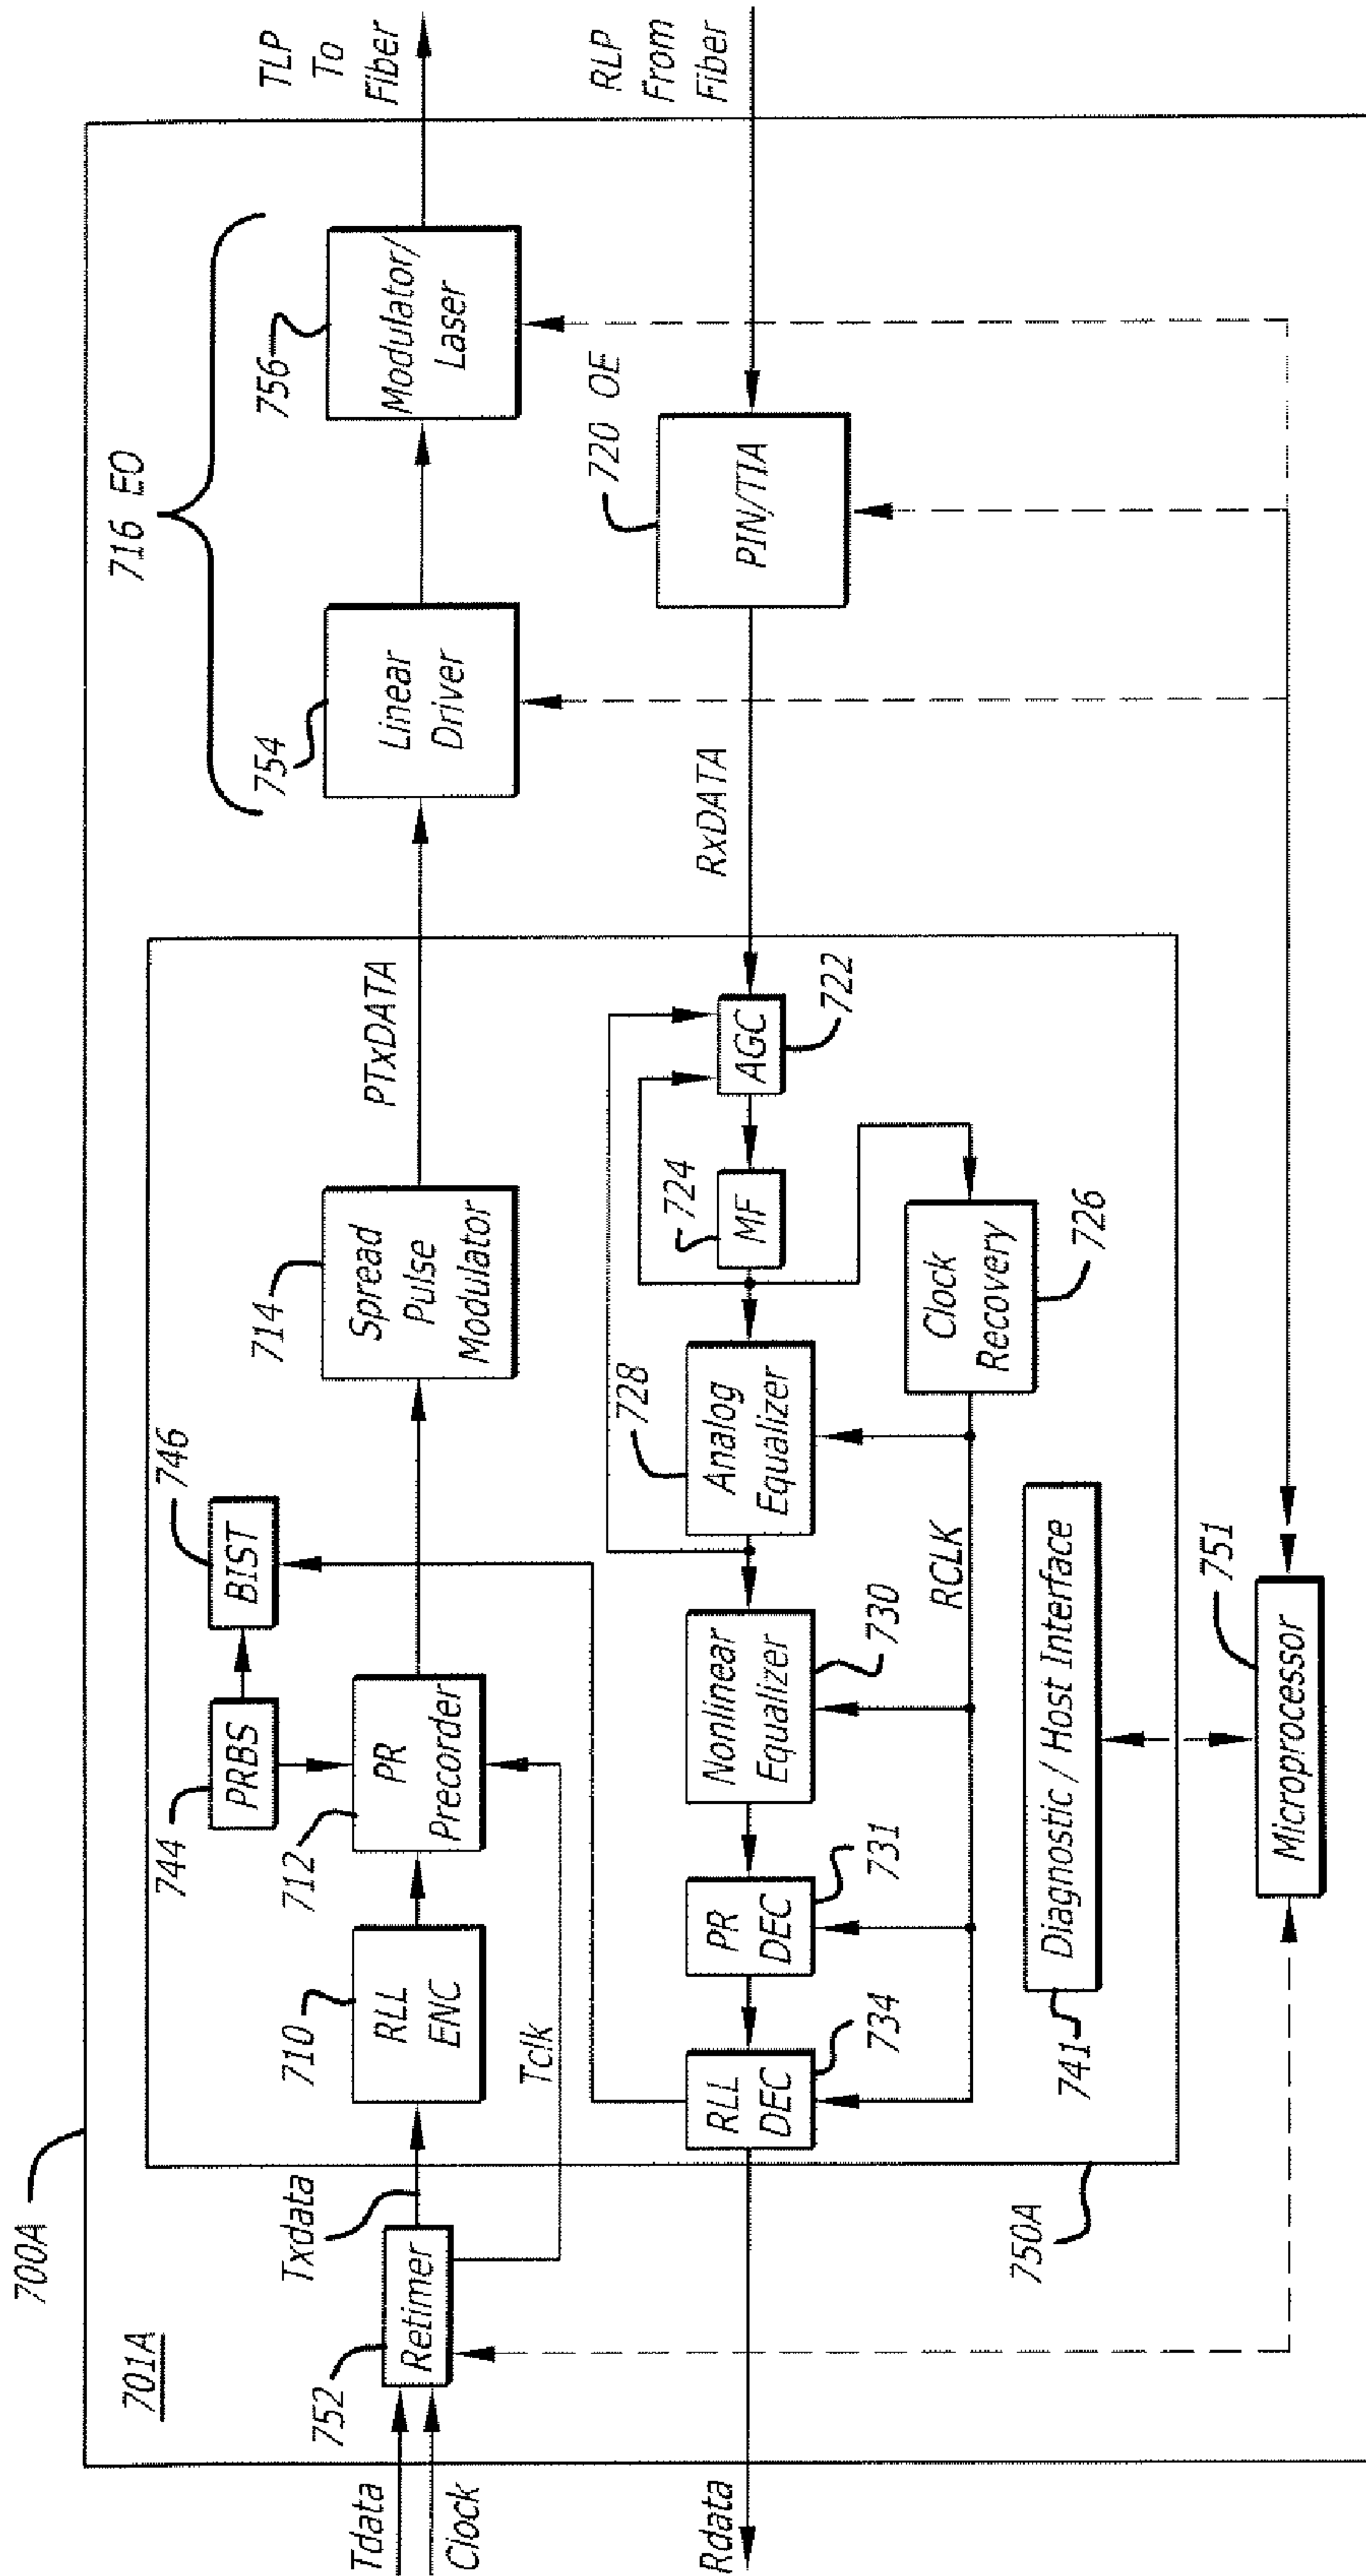 700A
701A
716 EO
TLP
To
Fiber
RLP
From
Fiber
756
Modulator/
Laser
754
Linear
Driver
720 OE
PIN/TIA
PTxDATA
RxDATA
746
BIST
744
PRBS
714
Spread
Pulse
Modulator
712
PR
Precorder
710
RLL
ENC
Tclk
Txdata
752
Retimer
Tdata
Clock
Rdata
AGC
722
724
MF
728
Analog
Equalizer
Clock
Recovery
726
Nonlinear
Equalizer
730
RCLK
PR
DEC
731
RLL
DEC
734
Diagnostic / Host Interface
741
751
Microprocessor
750A